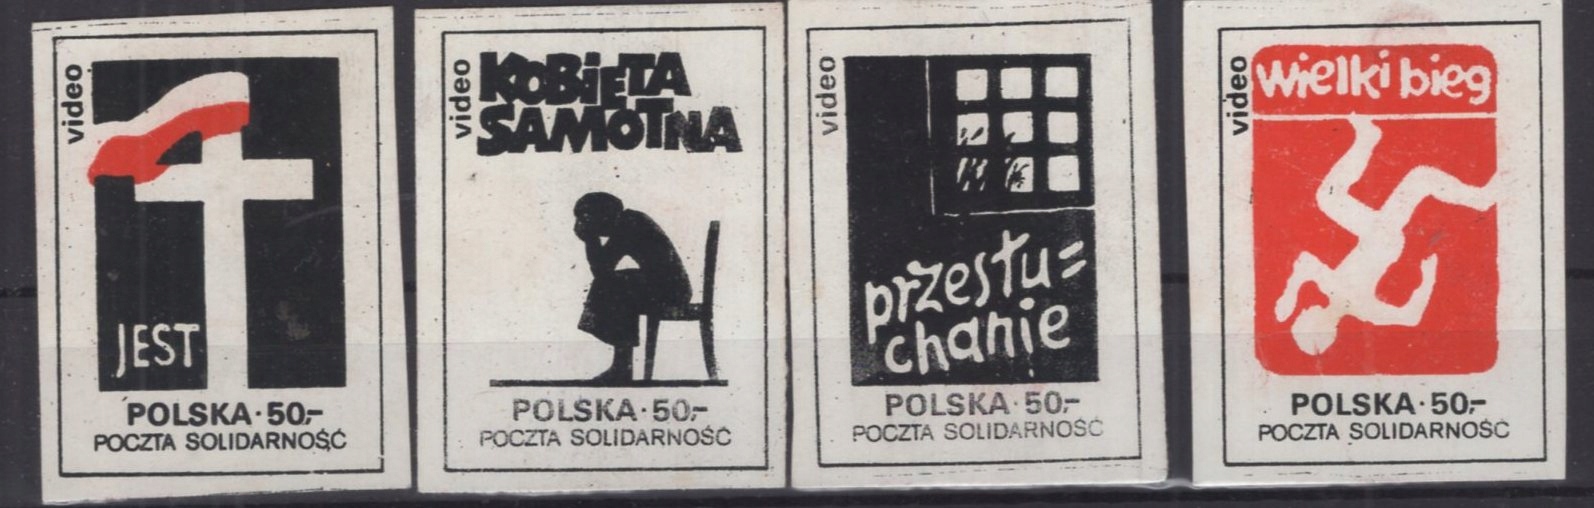 video
JEST
POLSKA · 50,-
POCZTA SOLIDARNOŚĆ
video
KOBIETA
SAMOTNA
POLSKA · 50,-
POCZTA SOLIDARNOŚĆ
video
przesłu=
chanie
POLSKA · 50,-
POCZTA SOLIDARNOŚĆ
video
wielki bieg
POLSKA · 50,-
POCZTA SOLIDARNOŚĆ